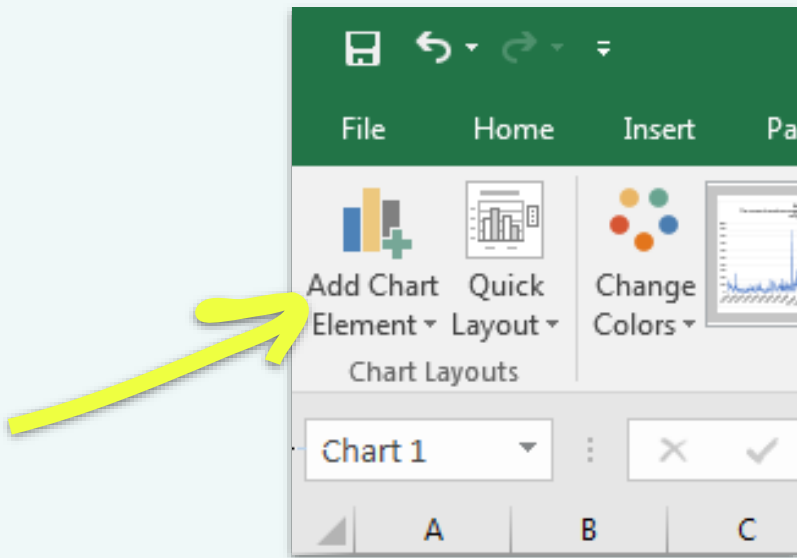 File Home Insert Pa
Add Chart Quick Change
Element Layout Colors
Chart Layouts
Chart 1
A B C